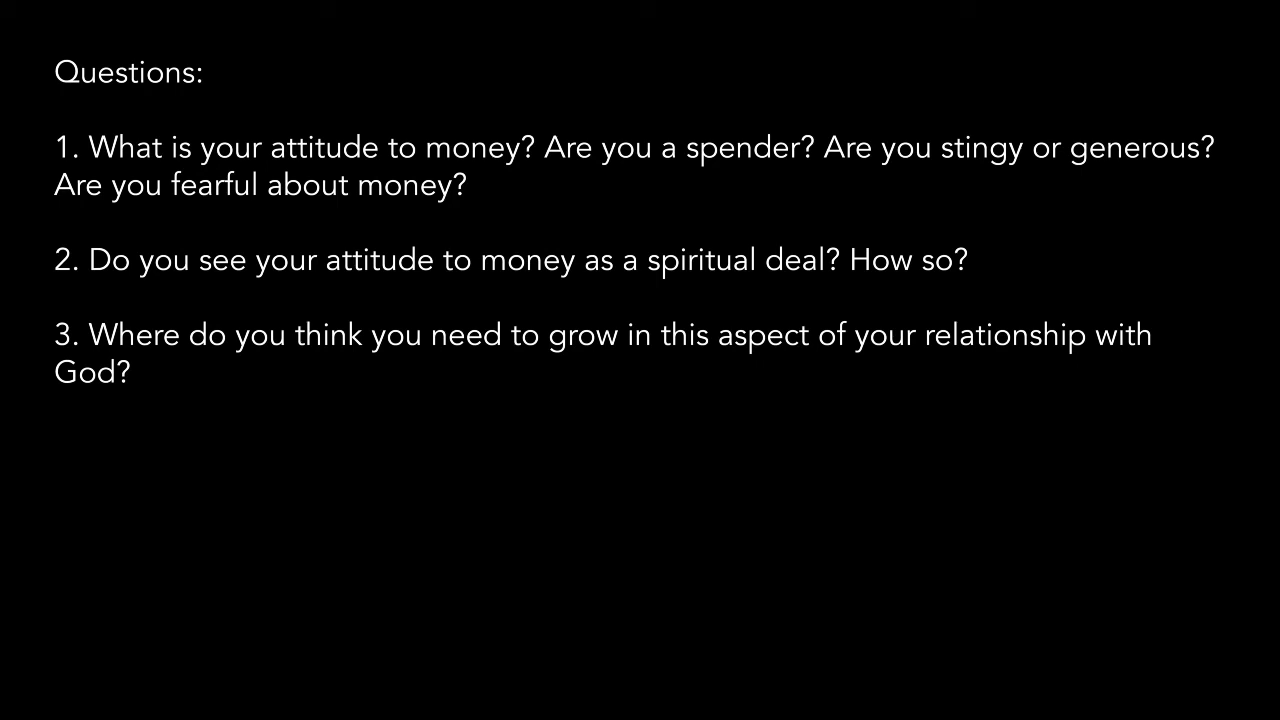 Questions:
1. What is your attitude to money? Are you a spender? Are you stingy or generous?
Are you fearful about money?
2. Do you see your attitude to money as a spiritual deal? How so?
3. Where do you think you need to grow in this aspect of your relationship with
God?